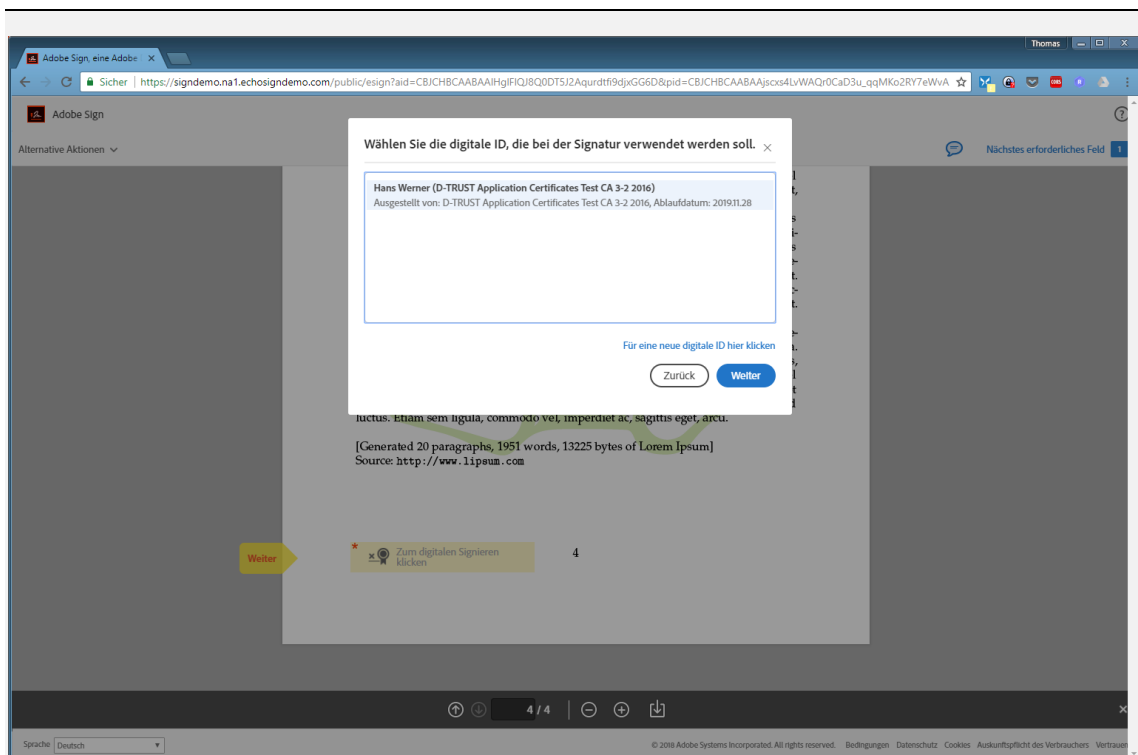 Thomas
Adobe Sign, eine Adobe
Sicher | https://signdemo.na1.echosigndemo.com/public/esign?aid=CBJCHBCAABAAIHgIFIQJ8Q0DT5J2Aqurdtfi9djxGG6D&pid=CBJCHBCAABAAjscxs4LvWAQr0CaD3u_qqMKo2RY7eWvA
Adobe Sign
Alternative Aktionen
Nächstes erforderliches Feld 1
Wählen Sie die digitale ID, die bei der Signatur verwendet werden soll.
Hans Werner (D-TRUST Application Certificates Test CA 3-2 2016)
Ausgestellt von: D-TRUST Application Certificates Test CA 3-2 2016, Ablaufdatum: 2019.11.28
Für eine neue digitale ID hier klicken
Zurück Weiter
luctus. Etiam sem ligula, commodo vel, imperdiet ac, sagittis eget, arcu.
[Generated 20 paragraphs, 1951 words, 13225 bytes of Lorem Ipsum]
Source: http://www.lipsum.com
Weiter
* x Zum digitalen Signieren
klicken
4
4 / 4
Sprache Deutsch
© 2018 Adobe Systems Incorporated. All rights reserved. Bedingungen Datenschutz Cookies Auskunftspflicht des Verbrauchers Vertrauen